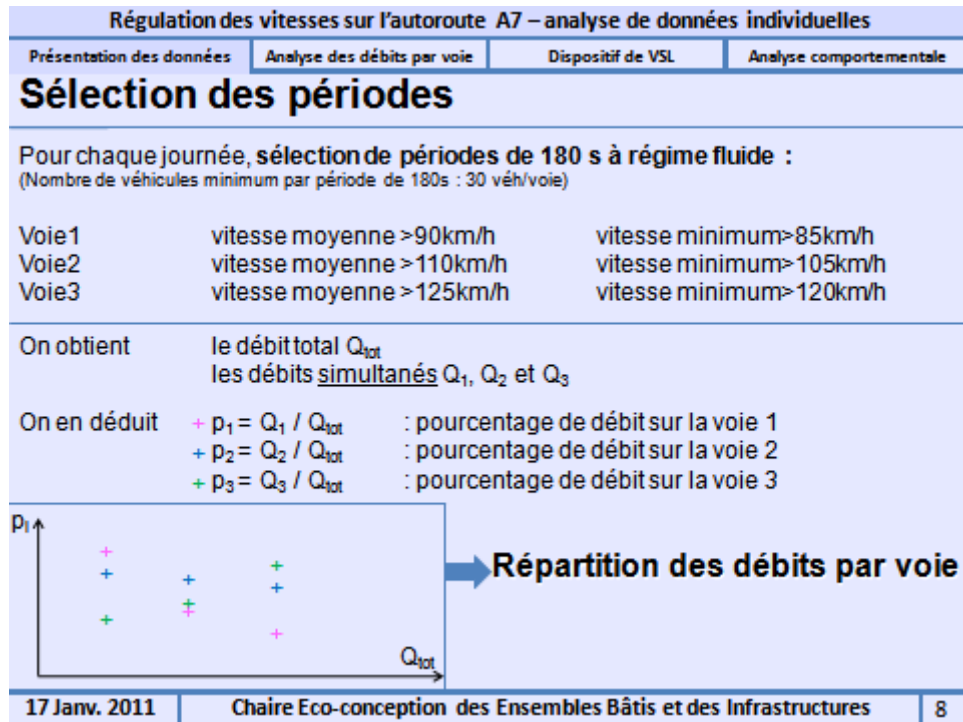 Régulation des vitesses sur l'autoroute A7 – analyse de données individuelles
Présentation des données Analyse des débits par voie Dispositif de VSL Analyse comportementale
Sélection des périodes
Pour chaque journée, sélection de périodes de 180 s à régime fluide :
(Nombre de véhicules minimum par période de 180s : 30 véh/voie)
Voie1 vitesse moyenne >90km/h vitesse minimum>85km/h
Voie2 vitesse moyenne >110km/h vitesse minimum>105km/h
Voie3 vitesse moyenne >125km/h vitesse minimum>120km/h
On obtient le débit total Qtot
les débits simultanés Q1, Q2 et Q3
On en déduit + p1 = Q1 / Qtot : pourcentage de débit sur la voie 1
+ p2 = Q2 / Qtot : pourcentage de débit sur la voie 2
+ p3 = Q3 / Qtot : pourcentage de débit sur la voie 3
pi
Répartition des débits par voie
Qtot
17 Janv. 2011 Chaire Eco-conception des Ensembles Bâtis et des Infrastructures 8